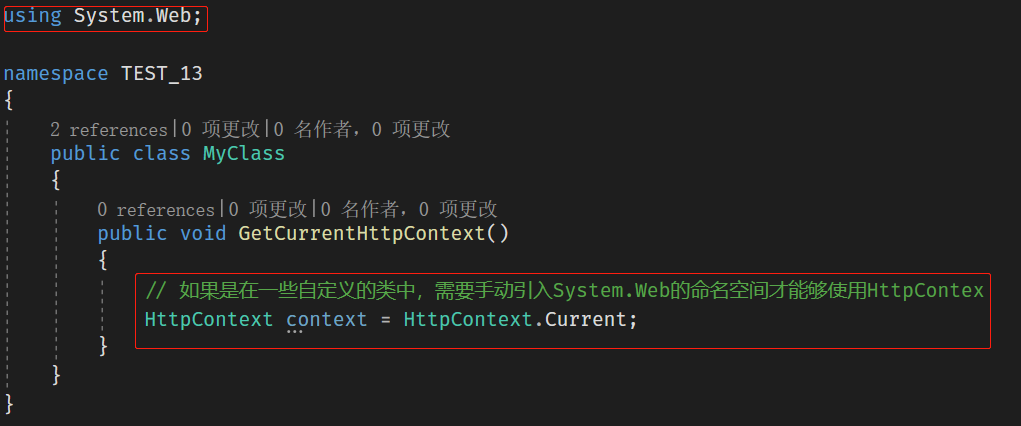 using System.Web;
namespace TEST_13
{
2 references|0 项更改|0 名作者，0 项更改
public class MyClass
{
0 references|0 项更改|0 名作者，0 项更改
public void GetCurrentHttpContext()
{
// 如果是在一些自定义的类中，需要手动引入System.Web的命名空间才能够使用HttpContex
HttpContext context = HttpContext.Current;
}
}
}